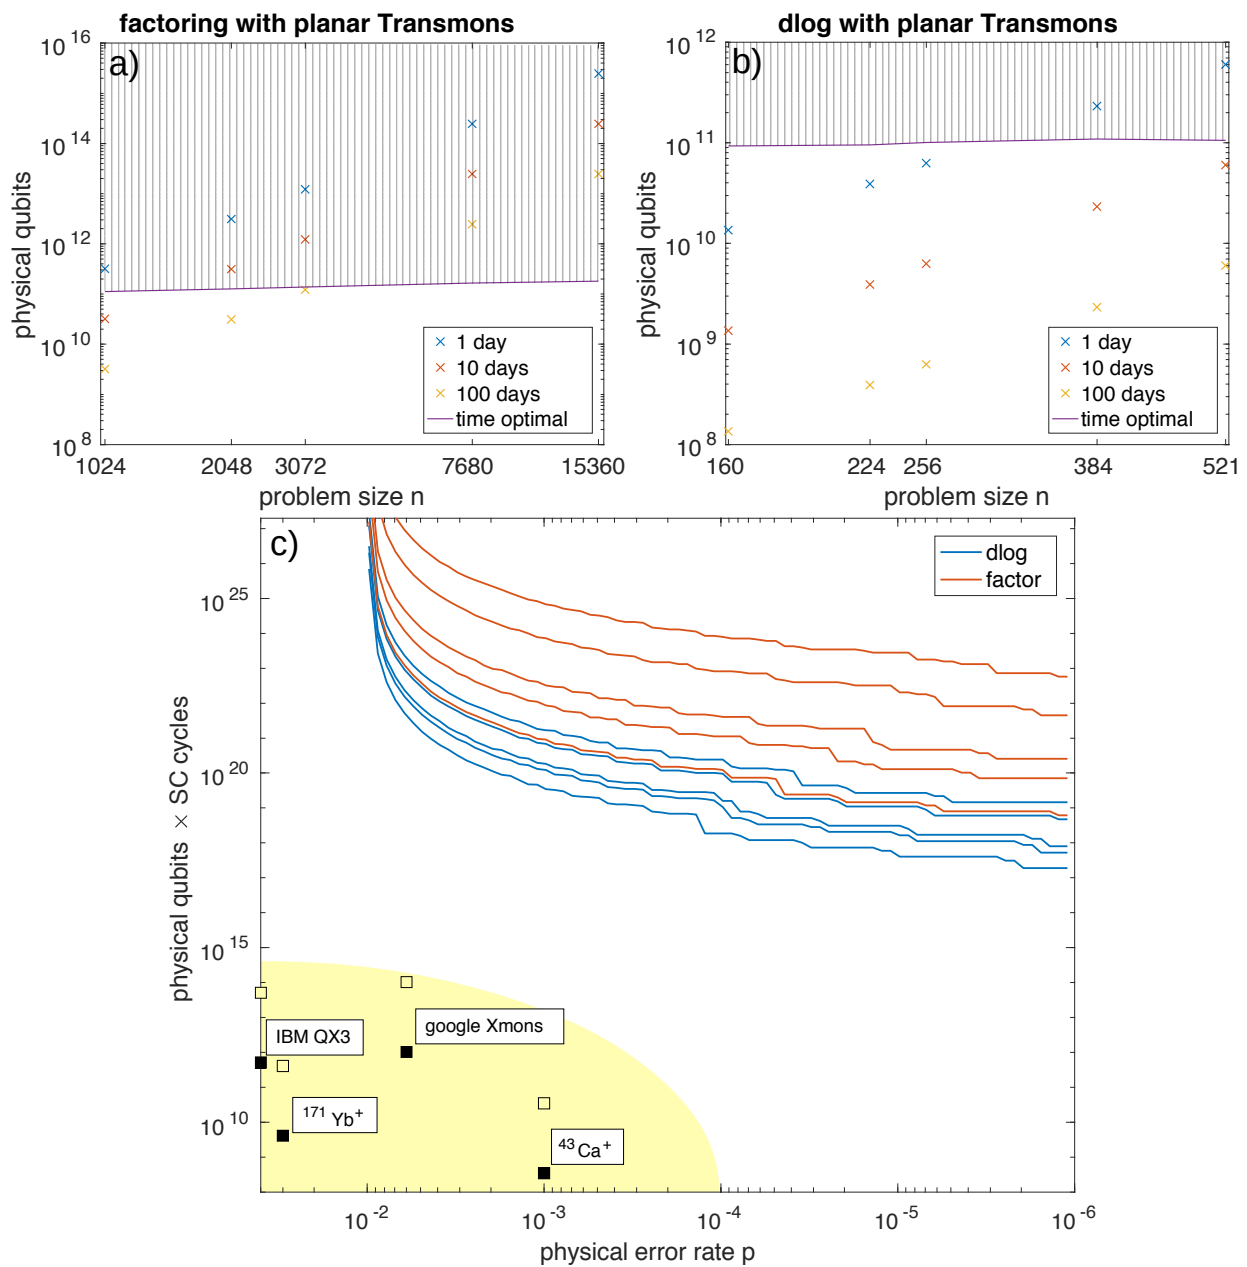 factoring with planar Transmons
a)
physical qubits
10^16
10^14
10^12
10^10
10^8
1024 2048 3072 7680 15360
problem size n
1 day
10 days
100 days
time optimal
dlog with planar Transmons
b)
physical qubits
10^12
10^11
10^10
10^9
10^8
160 224 256 384 521
problem size n
1 day
10 days
100 days
time optimal
c)
physical qubits × SC cycles
10^25
10^20
10^15
10^10
dlog
factor
IBM QX3
google Xmons
^171 Yb^+
^43 Ca^+
10^-2 10^-3 10^-4 10^-5 10^-6
physical error rate p